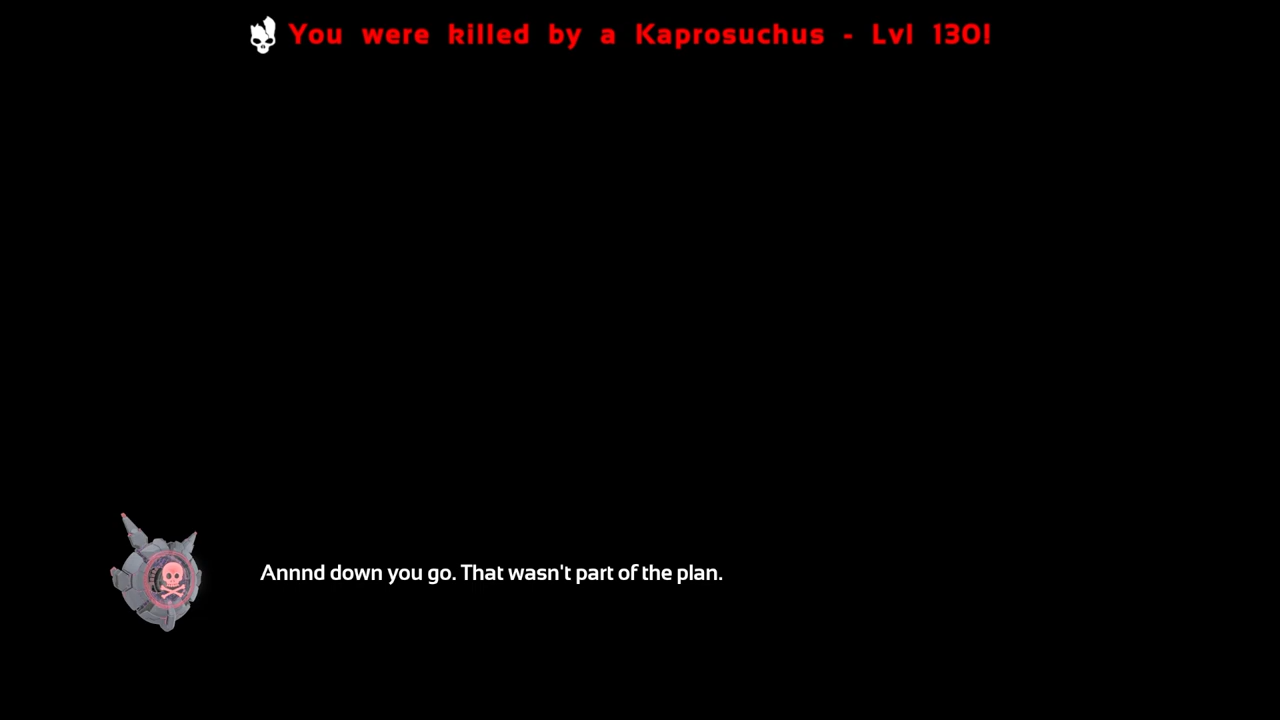 You were killed by a Kaprosuchus - Lvl 130!
Annnd down you go. That wasn't part of the plan.